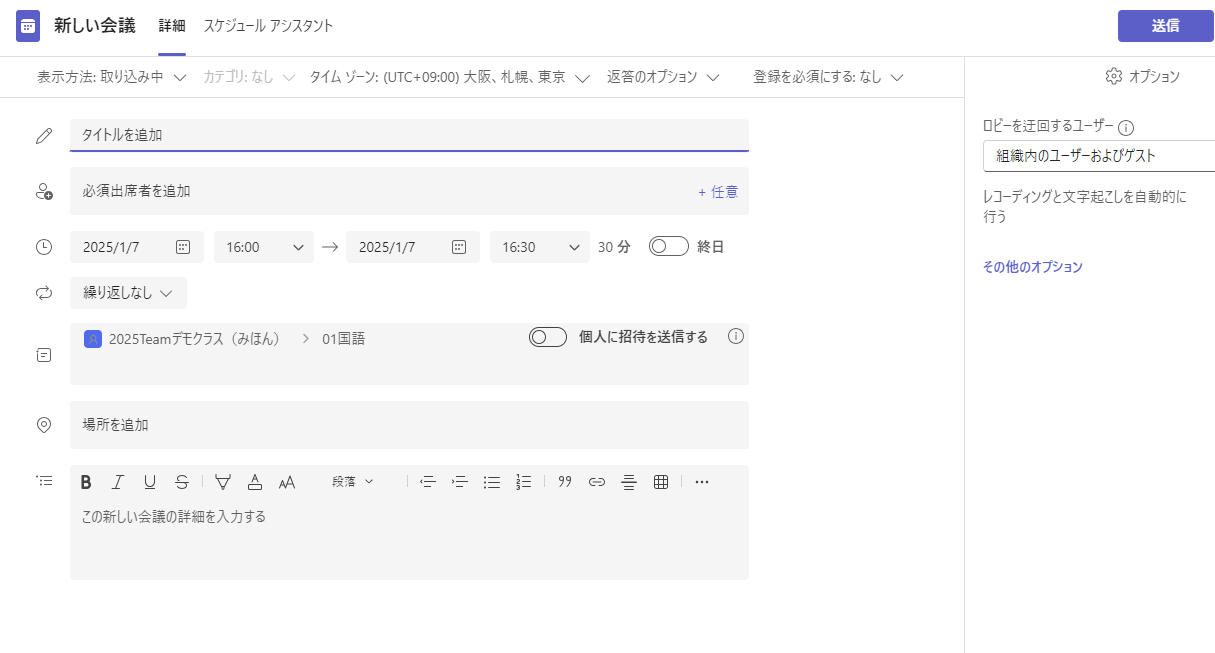 新しい会議 詳細 スケジュール アシスタント 送信
表示方法: 取り込み中 カテゴリ: なし タイム ゾーン: (UTC+09:00) 大阪、札幌、東京 返答のオプション 登録を必須にする: なし オプション
タイトルを追加
必須出席者を追加 + 任意
2025/1/7 16:00 → 2025/1/7 16:30 30 分 終日
繰り返しなし
2025Teamデモクラス（みほん） > 01国語 個人に招待を送信する
場所を追加
B I U S A AA 段落 99 ...
この新しい会議の詳細を入力する
ロビーを迂回するユーザー
組織内のユーザーおよびゲスト
レコーディングと文字起こしを自動的に
行う
その他のオプション